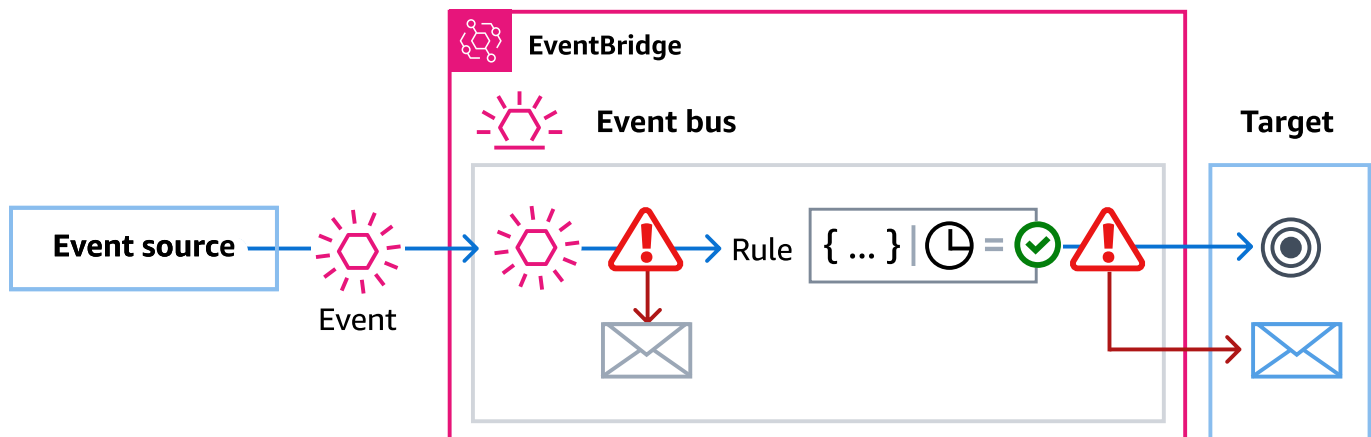 EventBridge
Event bus
Target
Event source
Event
Rule
{ ... } | =